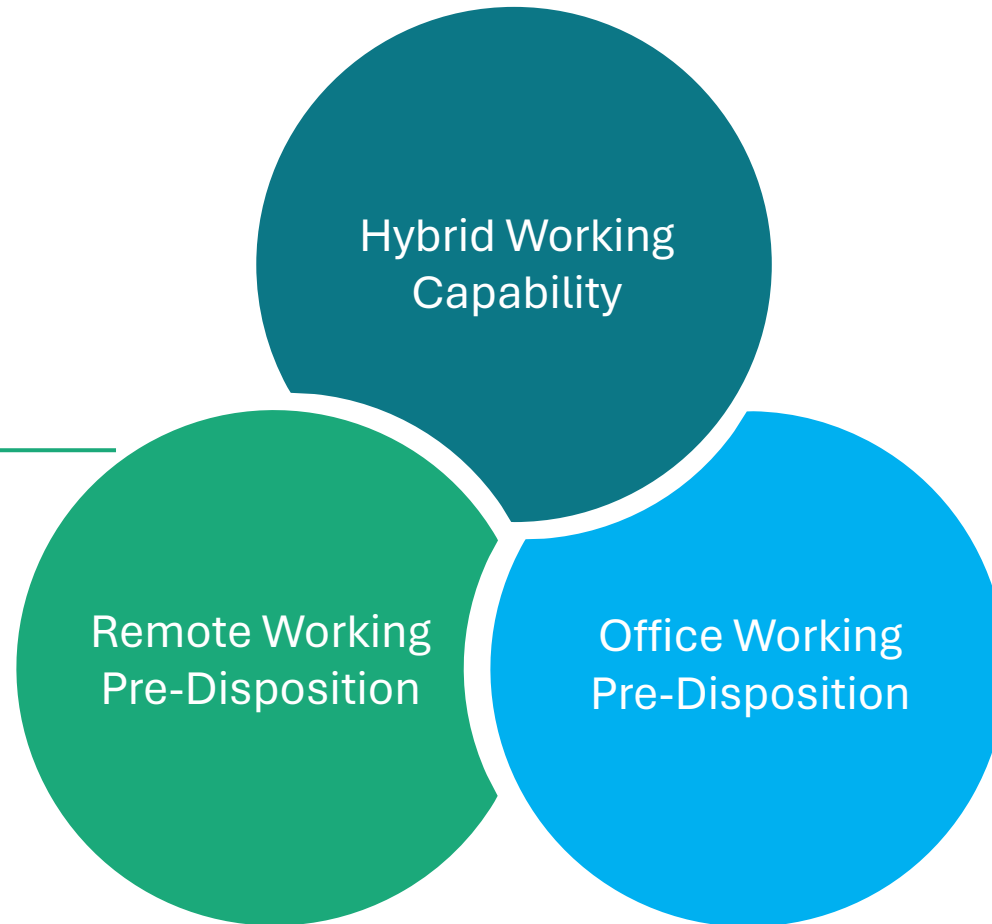 Hybrid Working
Capability
Remote Working
Pre-Disposition
Office Working
Pre-Disposition